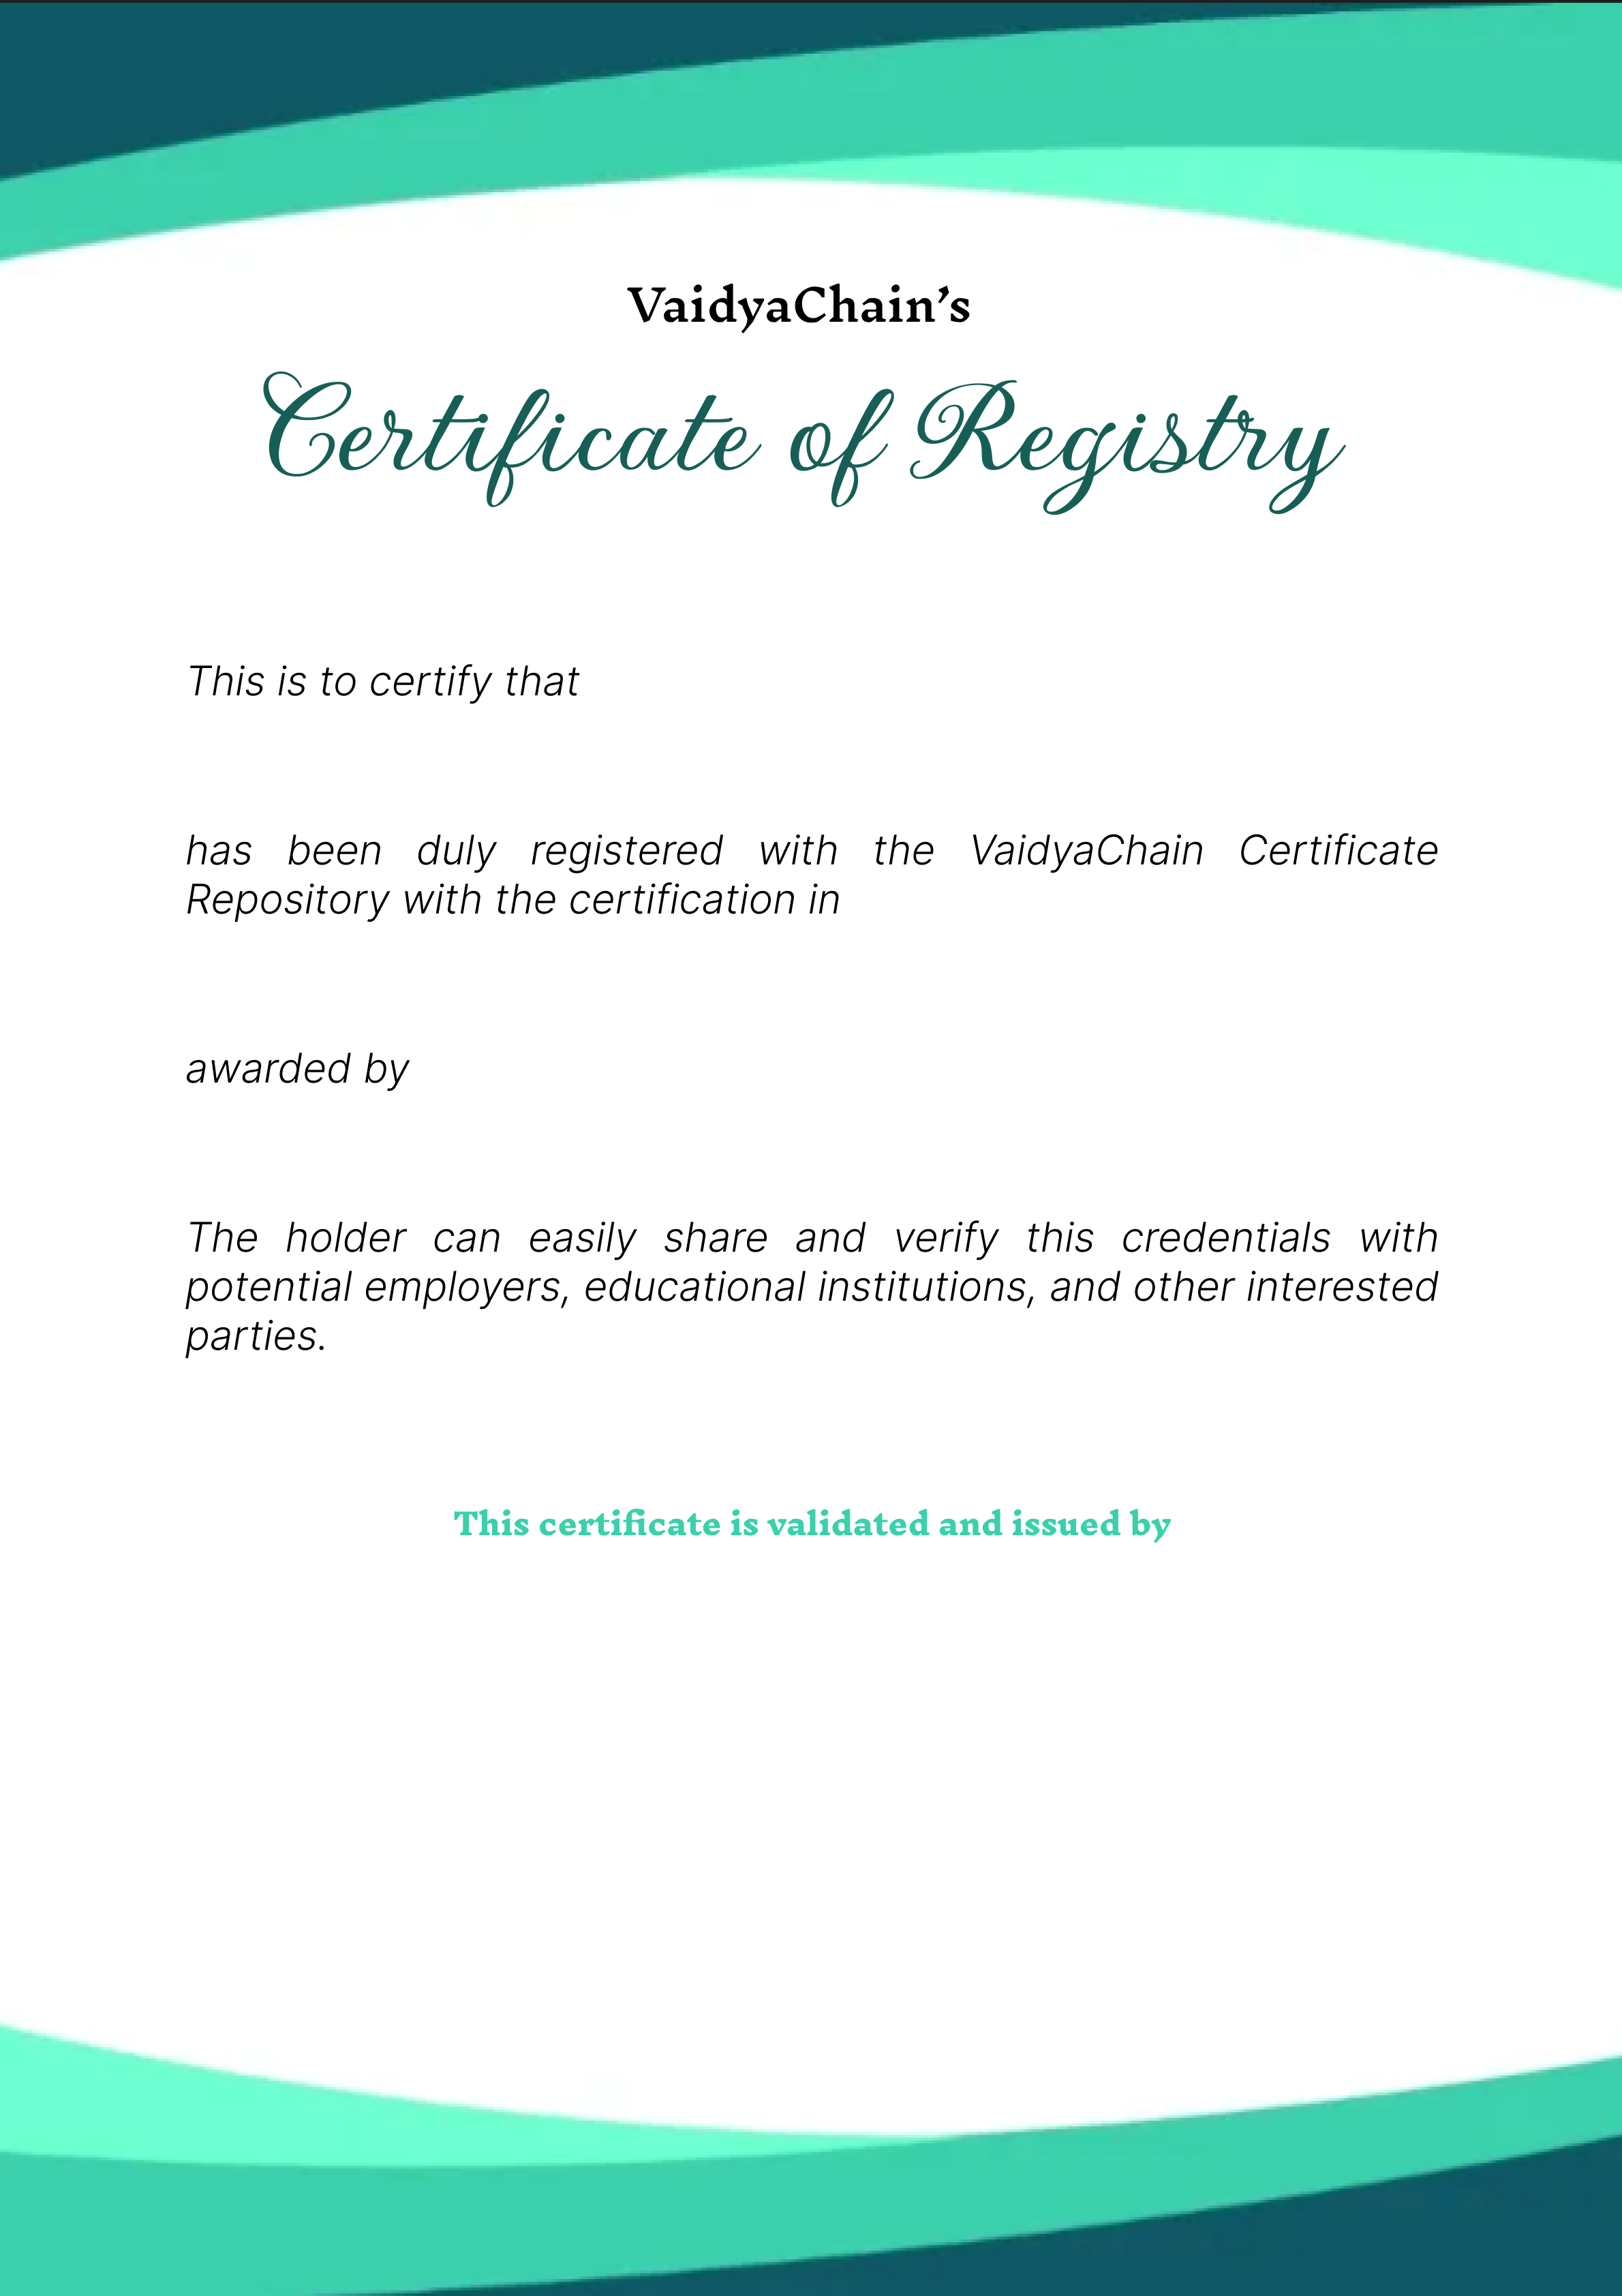 VaidyaChain’s
Certificate of Registry
This is to certify that
has been duly registered with the VaidyaChain Certificate
Repository with the certification in
awarded by
The holder can easily share and verify this credentials with
potential employers, educational institutions, and other interested
parties.
This certificate is validated and issued by